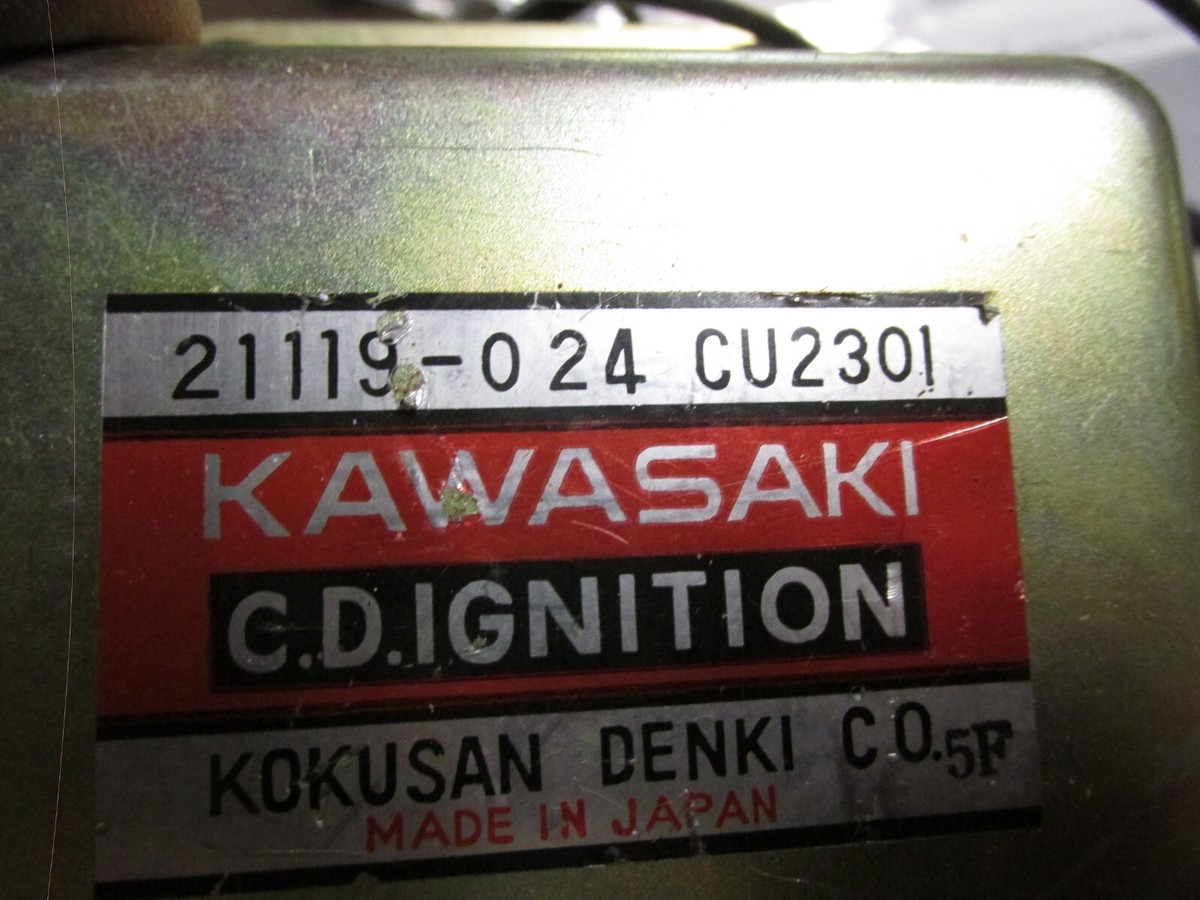 21119-024 CU2301
KAWASAKI
C.D.IGNITION
KOKUSAN DENKI CO.5F
MADE IN JAPAN